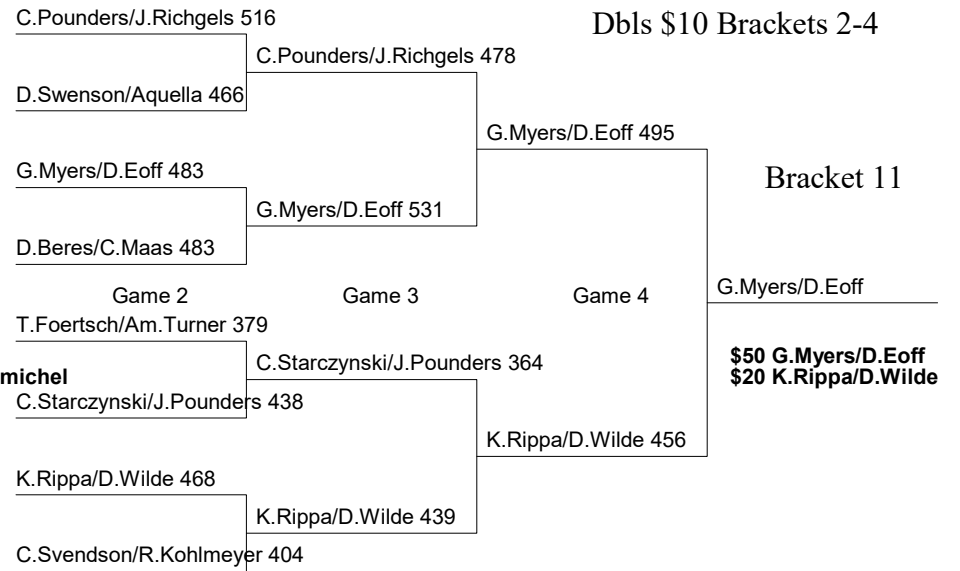 C.Pounders/J.Richgels 516
Dbls $10 Brackets 2-4
C.Pounders/J.Richgels 478
D.Swenson/Aquella 466
G.Myers/D.Eoff 495
G.Myers/D.Eoff 483
Bracket 11
G.Myers/D.Eoff 531
D.Beres/C.Maas 483
Game 2
Game 3
Game 4
G.Myers/D.Eoff
T.Foertsch/Am.Turner 379
C.Starczynski/J.Pounders 364
$50 G.Myers/D.Eoff
michel
$20 K.Rippa/D.Wilde
C.Starczynski/J.Pounders 438
K.Rippa/D.Wilde 456
K.Rippa/D.Wilde 468
K.Rippa/D.Wilde 439
C.Svendson/R.Kohlmeyer 404